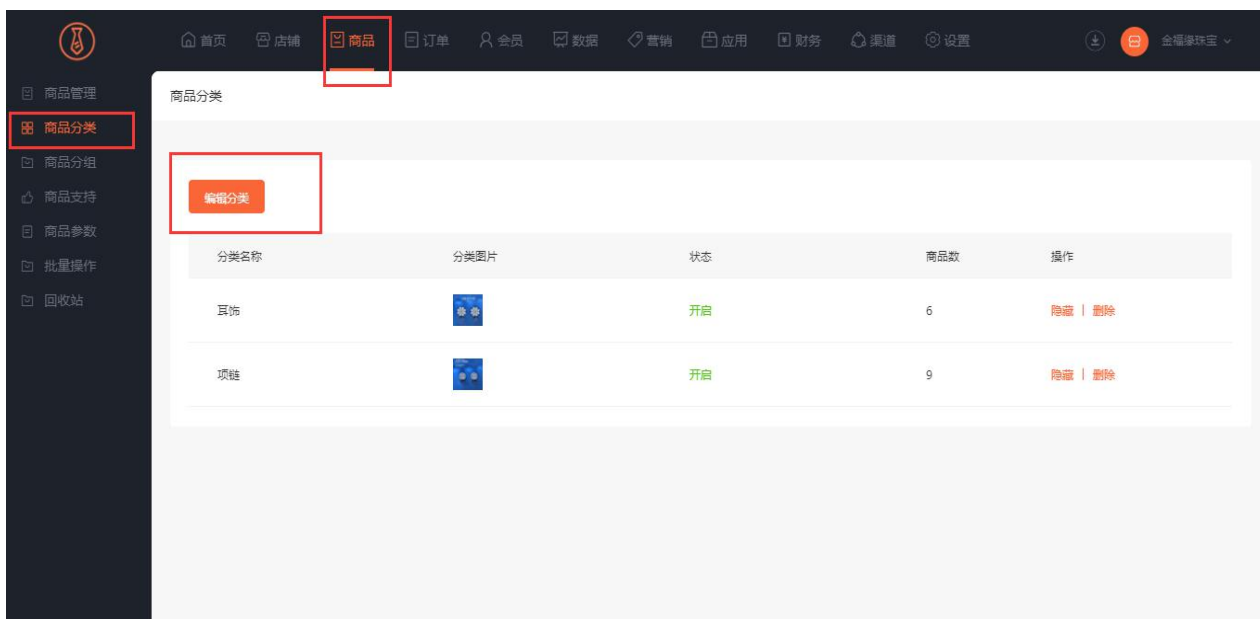 首页 店铺 商品 订单 会员 数据 营销 应用 财务 渠道 设置 金福缘珠宝
商品管理
商品分类
商品分组
商品支持
商品参数
批量操作
回收站
商品分类
编辑分类
分类名称 分类图片 状态 商品数 操作
耳饰 开启 6 隐藏 | 删除
项链 开启 9 隐藏 | 删除